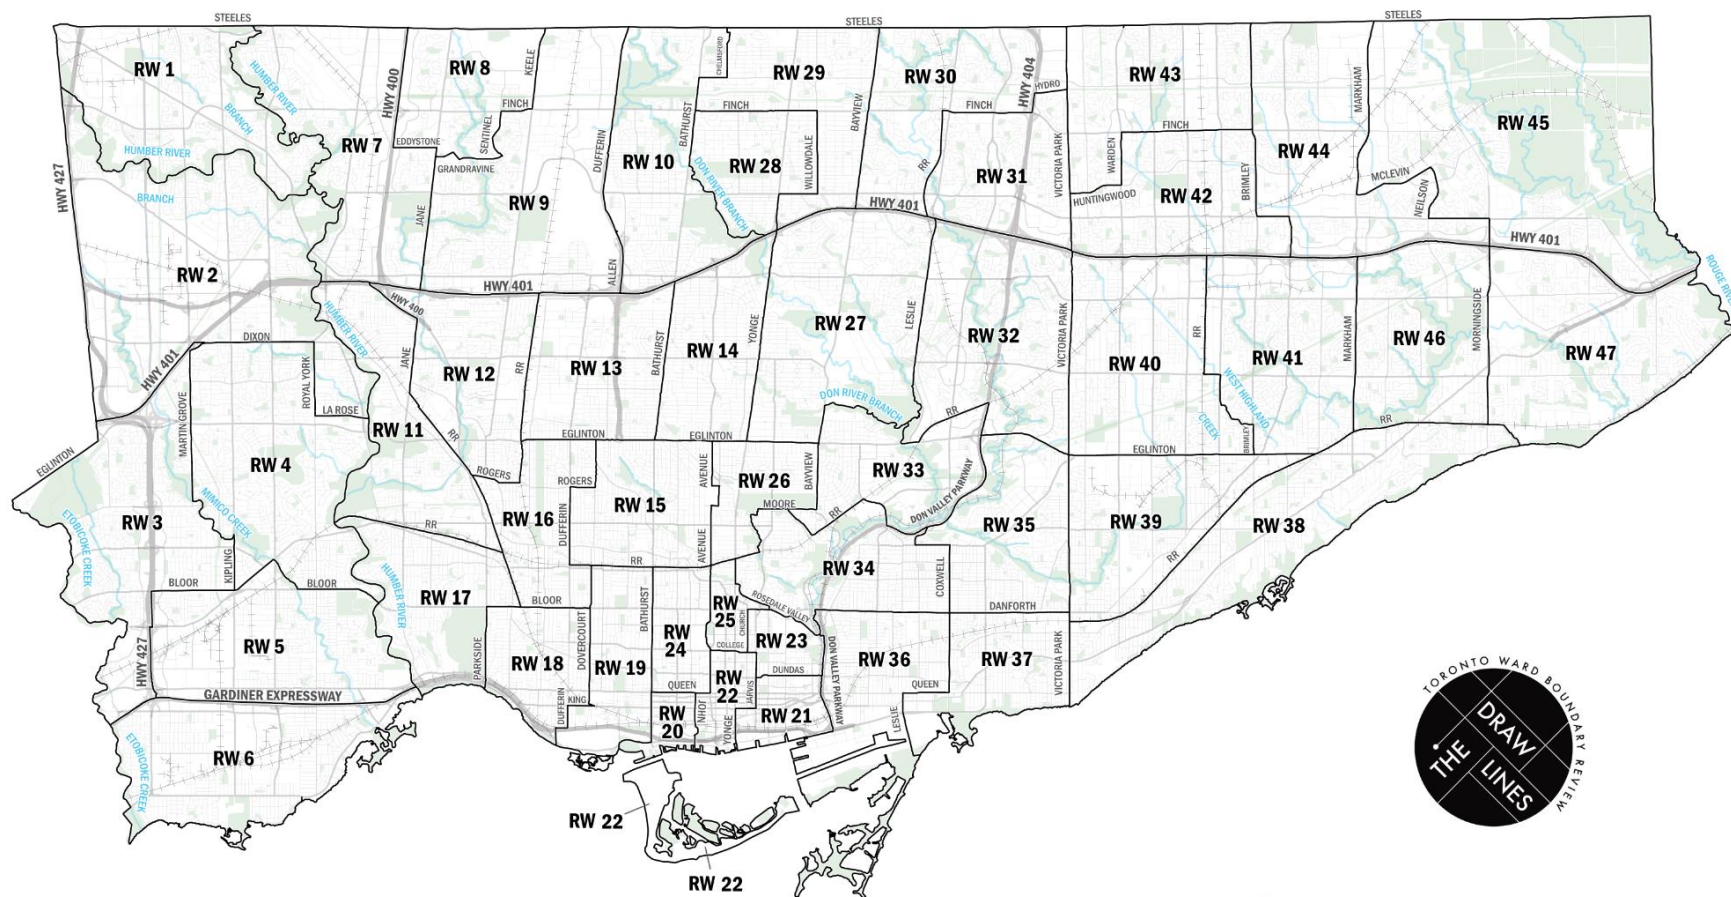 STEELES
STEELES
STEELES
RW 1
HUMBER RIVER
BRANCH
HUMBER RIVER
HWY 427
BRANCH
RW 7
HWY 400
RW 8
KEELE
FINCH
SENTINEL
EDDYSTONE
GRANDRAVINE
JANE
RW 9
DUFFERIN
RW 10
BATHURST
CHELMSFORD
RW 29
FINCH
RW 28
WILLOWDALE
DON RIVER BRANCH
BAYVIEW
RW 30
HWY 404
HYDRO
FINCH
RR
RW 31
VICTORIA PARK
RW 43
FINCH
WARDEN
HUNTINGWOOD
RW 42
BRIMLEY
RW 44
MARKHAM
MCLEVIN
NEILSON
RW 45
HWY 401
ROUGE RIVER
RW 2
HWY 401
HWY 401
ALLEN
HWY 400
HUMBER RIVER
DIXON
HWY 401
MARTINGROVE
ROYAL YORK
LA ROSE
JANE
RW 12
RR
RW 13
BATHURST
RW 14
YONGE
RW 27
LESLIE
DON RIVER BRANCH
RW 32
VICTORIA PARK
RW 40
RR
RW 41
WEST HIGHLAND
CREEK
MARKHAM
RW 46
MORNINGSIDE
RW 47
RR
EGLINTON
RW 11
RR
ROGERS
EGLINTON
EGLINTON
RR
EGLINTON
BRIMLEY
RW 4
RW 3
MIMICO CREEK
ETOBICOKE CREEK
KIPLING
RR
RW 16
ROGERS
DUFFERIN
RW 15
AVENUE
AVENUE
RW 26
BAYVIEW
MOORE
RW 33
RR
DON VALLEY PARKWAY
RW 35
RW 39
RW 38
RR
BLOOR
BLOOR
HUMBER RIVER
RW 17
BLOOR
RR
BATHURST
RW 34
COXWELL
DANFORTH
ROSEDALE VALLEY
RW 25
CHURCH
COLLEGE
RW 23
DUNDAS
RW 5
HWY 427
GARDINER EXPRESSWAY
PARKSIDE
RW 18
DOVERCOURT
RW 19
RW 24
QUEEN
RW 22
JARVIS
DON VALLEY PARKWAY
RW 36
RW 37
QUEEN
VICTORIA PARK
DUFFERIN
KING
RW 20
JOHN
YONGE
RW 21
LESLIE
RW 6
ETOBICOKE CREEK
RW 22
RW 22
TORONTO WARD BOUNDARY REVIEW
DRAW
THE
LINES